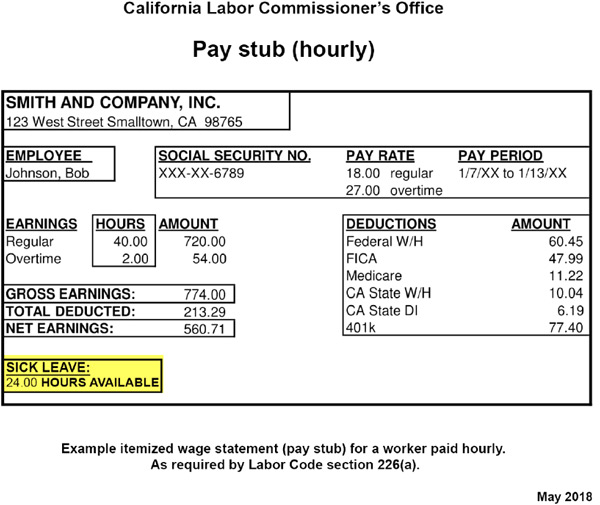 California Labor Commissioner's Office
Pay stub (hourly)
SMITH AND COMPANY, INC.
123 West Street Smalltown, CA 98765
EMPLOYEE SOCIAL SECURITY NO. PAY RATE PAY PERIOD
Johnson, Bob XXX-XX-6789 18.00 regular 1/7/XX to 1/13/XX
27.00 overtime
EARNINGS HOURS AMOUNT DEDUCTIONS AMOUNT
Regular 40.00 720.00 Federal W/H 60.45
Overtime 2.00 54.00 FICA 47.99
Medicare 11.22
GROSS EARNINGS: 774.00 CA State W/H 10.04
TOTAL DEDUCTED: 213.29 CA State DI 6.19
NET EARNINGS: 560.71 401k 77.40
SICK LEAVE:
24.00 HOURS AVAILABLE
Example itemized wage statement (pay stub) for a worker paid hourly.
As required by Labor Code section 226(a).
May 2018